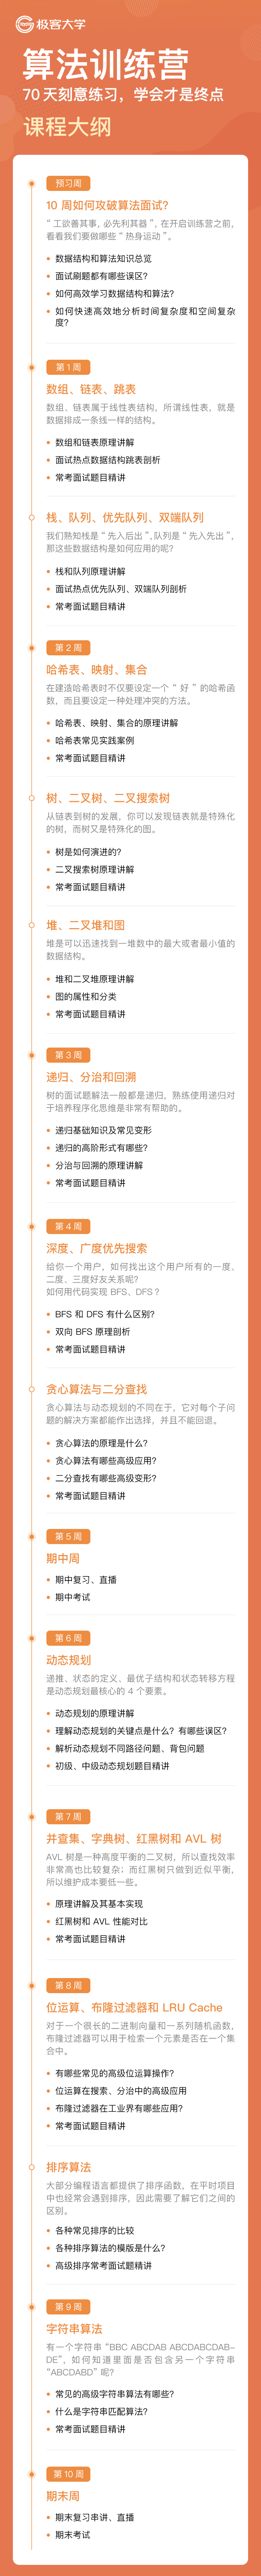 极客大学
算法训练营
70 天刻意练习，学会才是终点
课程大纲
预习周
10 周如何攻破算法面试？
“工欲善其事，必先利其器”，在开启训练营之前，
看看我们要做哪些“热身运动”。
数据结构和算法知识总览
面试刷题都有哪些误区？
如何高效学习数据结构和算法？
如何快速高效地分析时间复杂度和空间复杂
度？
第 1 周
数组、链表、跳表
数组、链表属于线性表结构，所谓线性表，就是
数据排成一条线一样的结构。
数组和链表原理讲解
面试热点数据结构跳表剖析
常考面试题目精讲
栈、队列、优先队列、双端队列
我们熟知栈是“先入后出”，队列是“先入先出”，
那这些数据结构是如何应用的呢？
栈和队列原理讲解
面试热点优先队列、双端队列剖析
常考面试题目精讲
第 2 周
哈希表、映射、集合
在建造哈希表时不仅要设定一个“好”的哈希函
数，而且要设定一种处理冲突的方法。
哈希表、映射、集合的原理讲解
哈希表常见实践案例
常考面试题目精讲
树、二叉树、二叉搜索树
从链表到树的发展，你可以发现链表就是特殊化
的树，而树又是特殊化的图。
树是如何演进的？
二叉搜索树原理讲解
常考面试题目精讲
堆、二叉堆和图
堆是可以迅速找到一堆数中的最大或者最小值的
数据结构。
堆和二叉堆原理讲解
图的属性和分类
常考面试题目精讲
第 3 周
递归、分治和回溯
树的面试题解法一般都是递归，熟练使用递归对
于培养程序化思维是非常有帮助的。
递归基础知识及常见变形
递归的高阶形式有哪些？
分治与回溯的原理讲解
常考面试题目精讲
第 4 周
深度、广度优先搜索
给你一个用户，如何找出这个用户所有的一度、
二度、三度好友关系呢？
如何用代码实现 BFS、DFS？
BFS 和 DFS 有什么区别？
双向 BFS 原理剖析
常考面试题目精讲
贪心算法与二分查找
贪心算法与动态规划的不同在于，它对每个子问
题的解决方案都能作出选择，并且不能回退。
贪心算法的原理是什么？
贪心算法有哪些高级应用？
二分查找有哪些高级变形？
常考面试题目精讲
第 5 周
期中周
期中复习、直播
期中考试
第 6 周
动态规划
递推、状态的定义、最优子结构和状态转移方程
是动态规划最核心的 4 个要素。
动态规划的原理讲解
理解动态规划的关键点是什么？有哪些误区？
解析动态规划不同路径问题、背包问题
初级、中级动态规划题目精讲
第 7 周
并查集、字典树、红黑树和 AVL 树
AVL 树是一种高度平衡的二叉树，所以查找效率
非常高也比较复杂；而红黑树只做到近似平衡，
所以维护成本要低一些。
原理讲解及其基本实现
红黑树和 AVL 性能对比
常考面试题目精讲
第 8 周
位运算、布隆过滤器和 LRU Cache
对于一个很长的二进制向量和一系列随机函数，
布隆过滤器可以用于检索一个元素是否在一个集
合中。
有哪些常见的高级位运算操作？
位运算在搜索、分治中的高级应用
布隆过滤器在工业界有哪些应用？
常考面试题目精讲
排序算法
大部分编程语言都提供了排序函数，在平时项目
中也经常会遇到排序，因此需要了解它们之间的
区别。
各种常见排序的比较
各种排序算法的模版是什么？
高级排序常考面试题精讲
第 9 周
字符串算法
有一个字符串 “BBC ABCDAB ABCDABCDAB-
DE”，如何知道里面是否包含另一个字符串
“ABCDABD” 呢？
常见的高级字符串算法有哪些？
什么是字符串匹配算法？
常考面试题目精讲
第 10 周
期末周
期末复习串讲、直播
期末考试